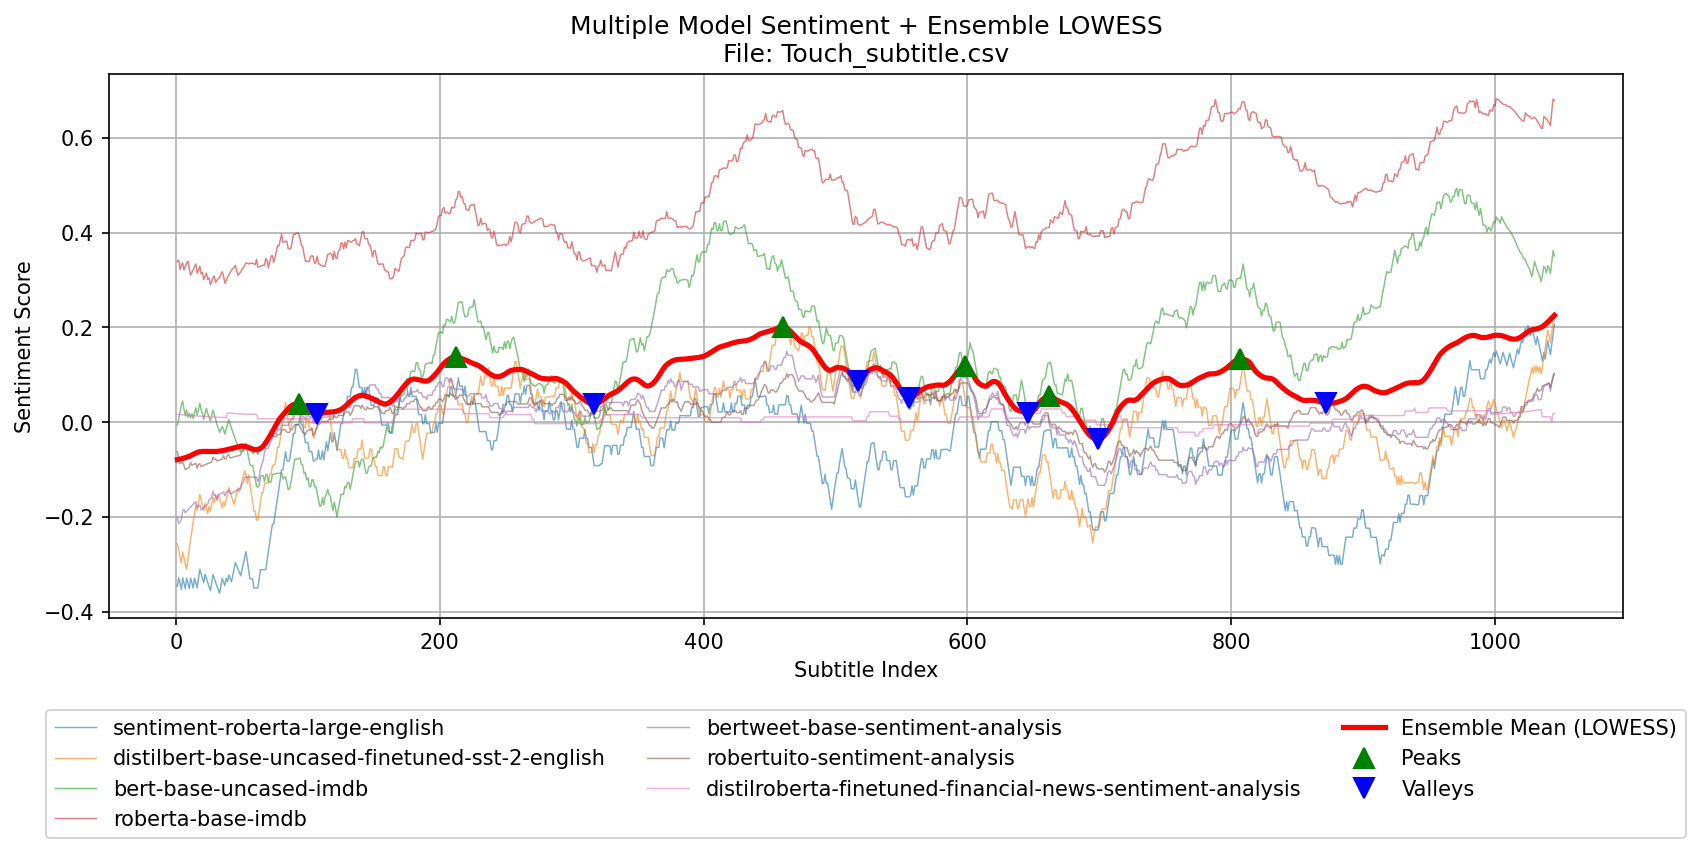 Multiple Model Sentiment + Ensemble LOWESS
File: Touch_subtitle.csv
Sentiment Score
0.6
0.4
0.2
0.0
−0.2
−0.4
0
200
400
600
800
1000
Subtitle Index
sentiment-roberta-large-english
distilbert-base-uncased-finetuned-sst-2-english
bert-base-uncased-imdb
roberta-base-imdb
bertweet-base-sentiment-analysis
robertuito-sentiment-analysis
distilroberta-finetuned-financial-news-sentiment-analysis
Ensemble Mean (LOWESS)
Peaks
Valleys